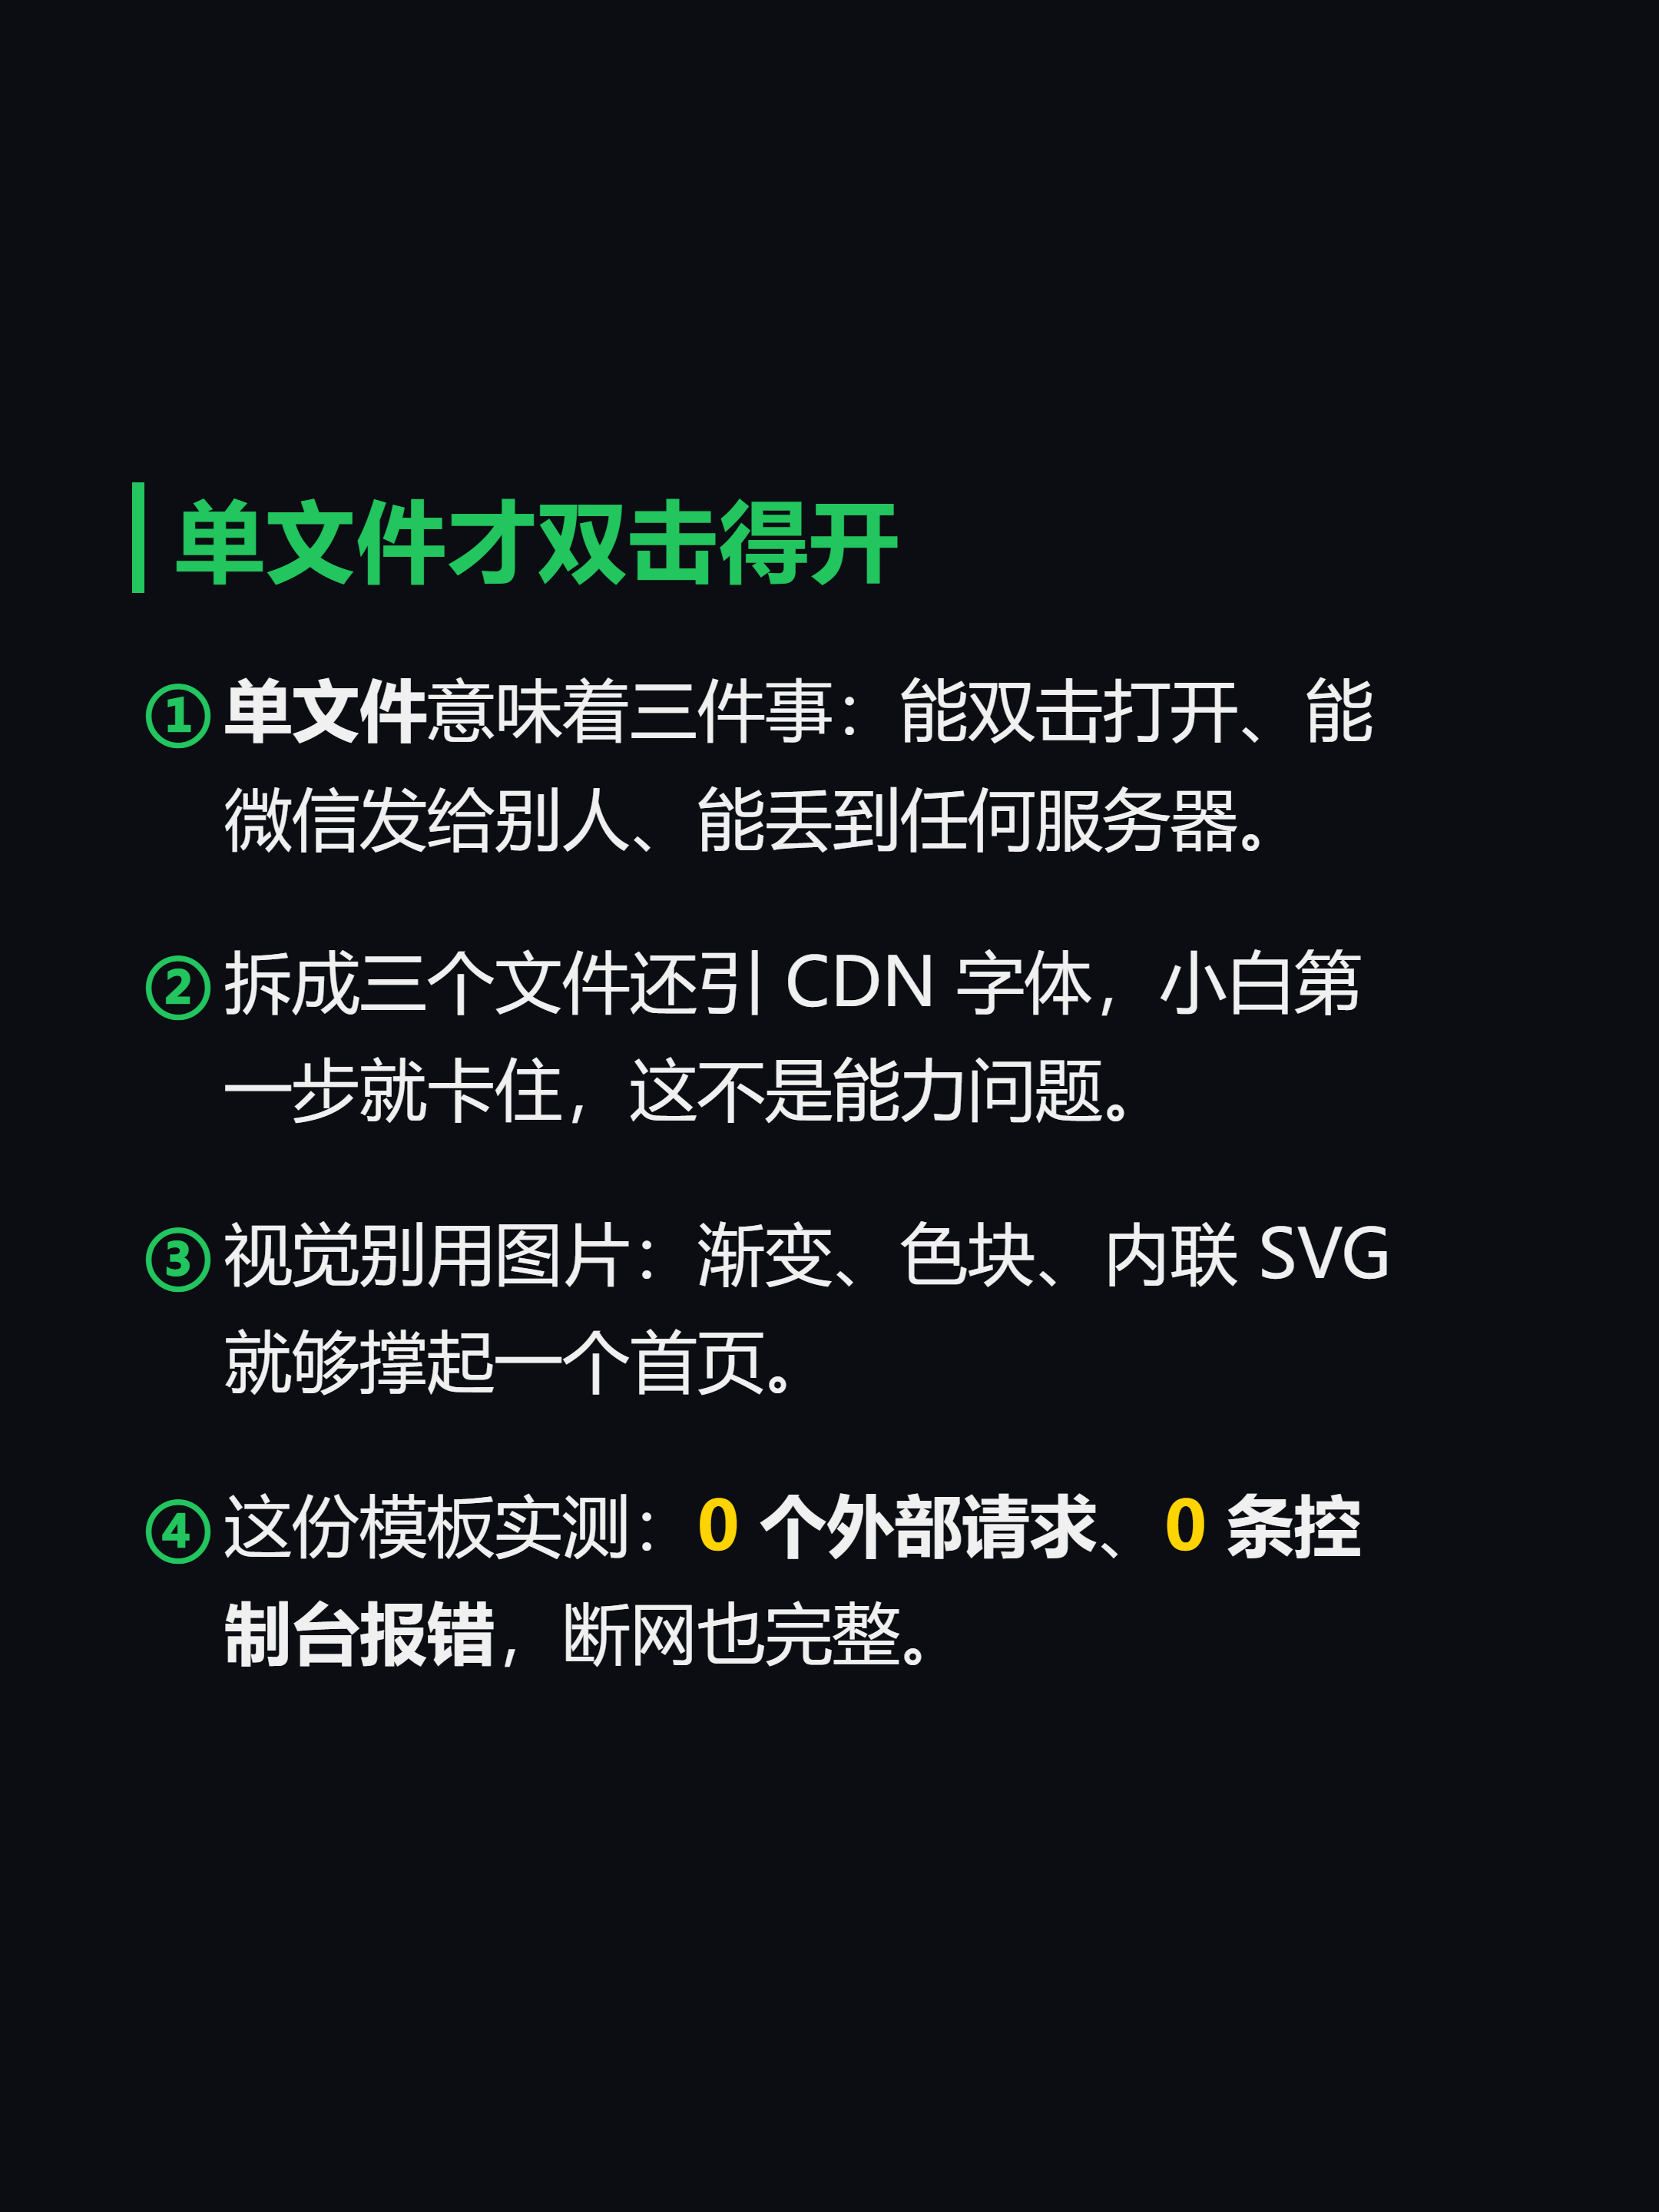 单文件才双击得开
① 单文件意味着三件事：能双击打开、能
微信发给别人、能丢到任何服务器。
② 拆成三个文件还引 CDN 字体，小白第
一步就卡住，这不是能力问题。
③ 视觉别用图片：渐变、色块、内联 SVG
就够撑起一个首页。
④ 这份模板实测：0 个外部请求、0 条控
制台报错，断网也完整。